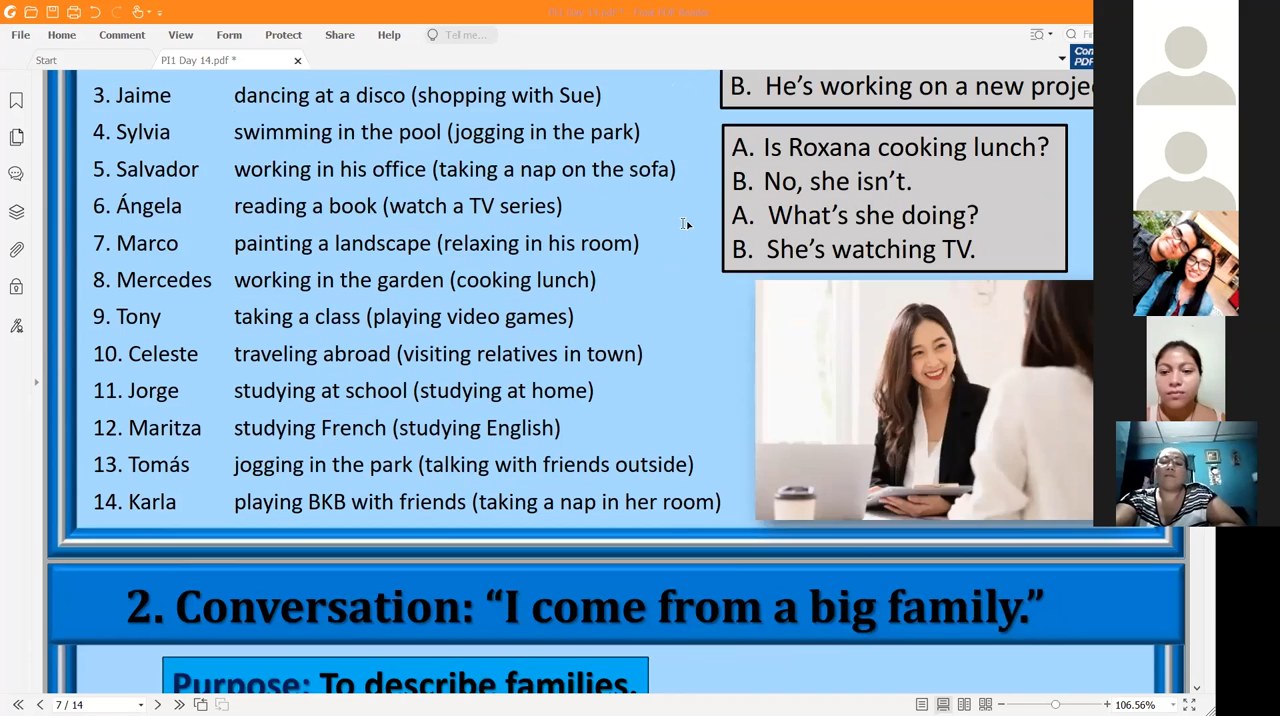 File Home Comment View Form Protect Share Help Tell me...
Start PI1 Day 14.pdf *
3. Jaime dancing at a disco (shopping with Sue)
4. Sylvia swimming in the pool (jogging in the park)
5. Salvador working in his office (taking a nap on the sofa)
6. Ángela reading a book (watch a TV series)
7. Marco painting a landscape (relaxing in his room)
8. Mercedes working in the garden (cooking lunch)
9. Tony taking a class (playing video games)
10. Celeste traveling abroad (visiting relatives in town)
11. Jorge studying at school (studying at home)
12. Maritza studying French (studying English)
13. Tomás jogging in the park (talking with friends outside)
14. Karla playing BKB with friends (taking a nap in her room)
B. He's working on a new proje
A. Is Roxana cooking lunch?
B. No, she isn't.
A. What's she doing?
B. She's watching TV.
2. Conversation: “I come from a big family.”
Purpose: To describe families.
7 / 14
106.56%